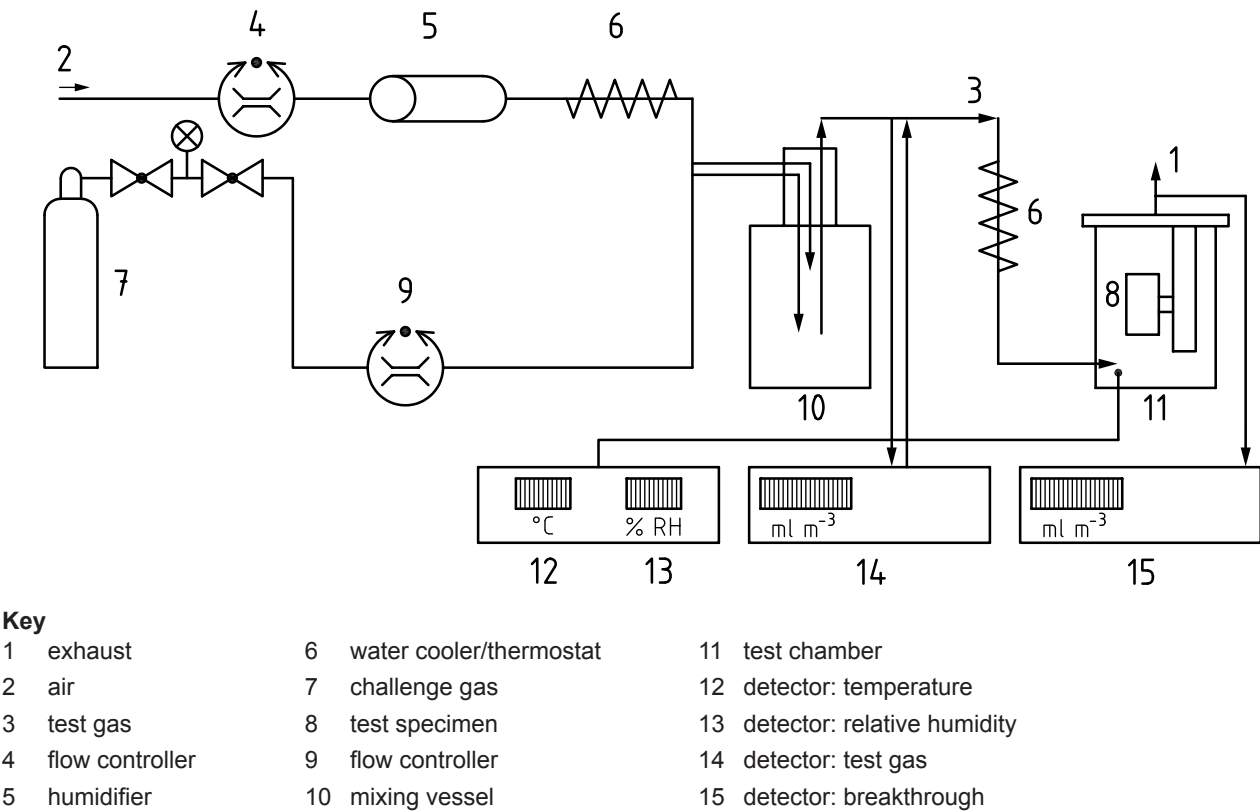 4 5 6
2 3
1
7 6
9 8
10 11
°C % RH ml m⁻³ ml m⁻³
12 13 14 15
Key
1 exhaust 6 water cooler/thermostat 11 test chamber
2 air 7 challenge gas 12 detector: temperature
3 test gas 8 test specimen 13 detector: relative humidity
4 flow controller 9 flow controller 14 detector: test gas
5 humidifier 10 mixing vessel 15 detector: breakthrough